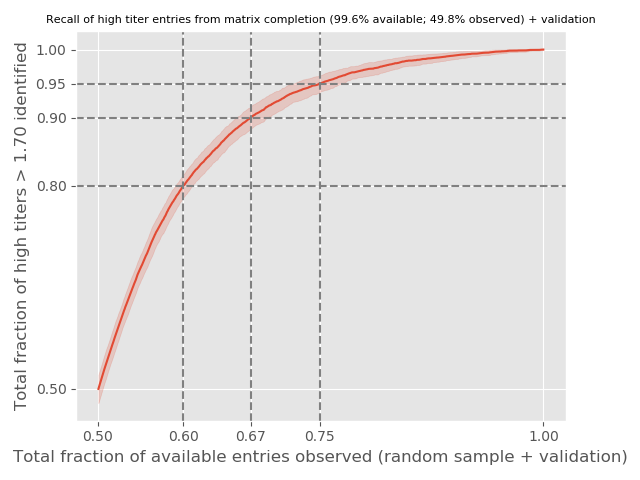 Recall of high titer entries from matrix completion (99.6% available; 49.8% observed) + validation
Total fraction of high titers > 1.70 identified
1.00
0.95
0.90
0.80
0.50
0.50 0.60 0.67 0.75 1.00
Total fraction of available entries observed (random sample + validation)